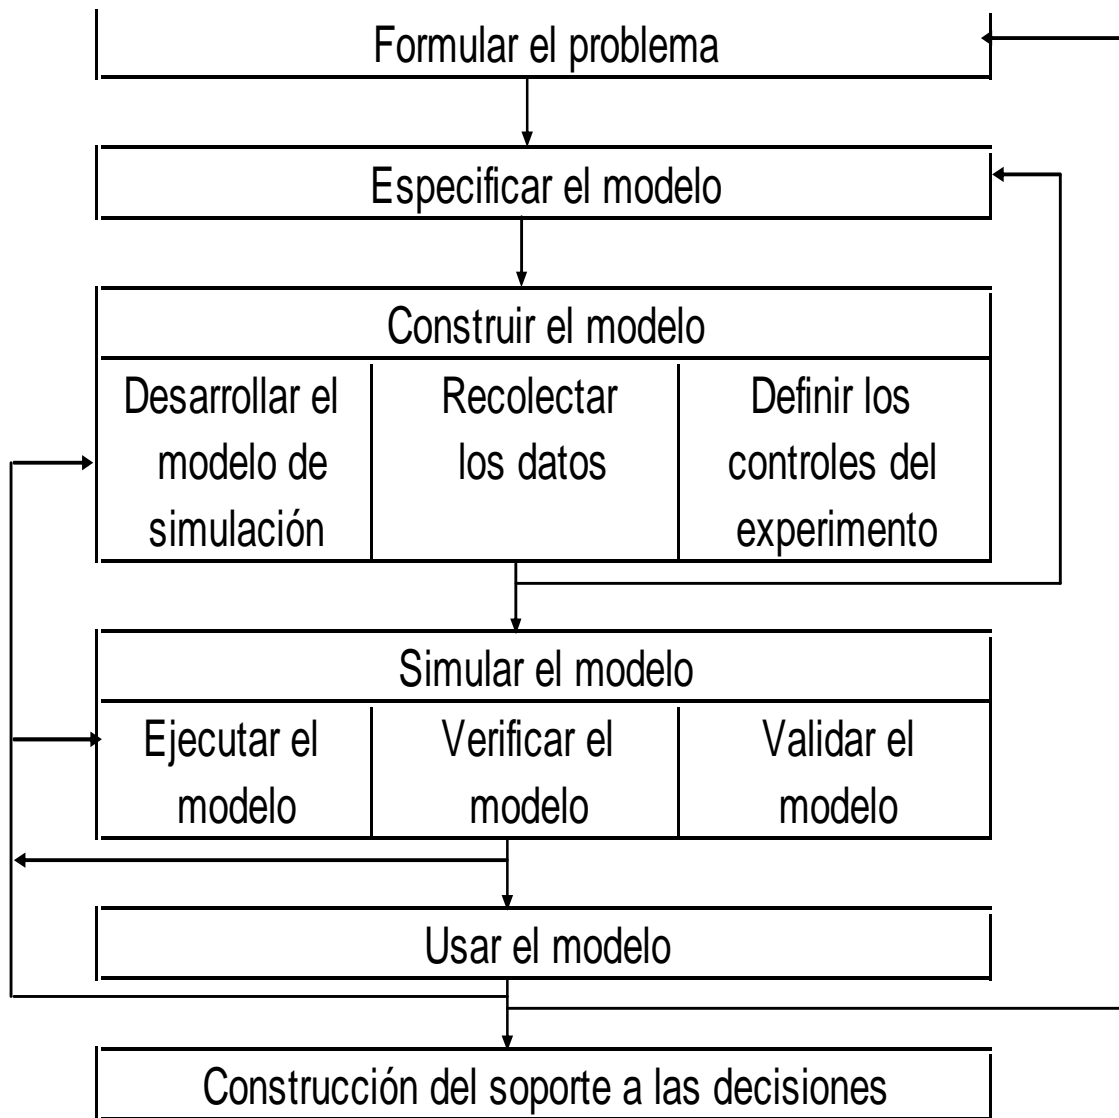 Formular el problema
Especificar el modelo
Construir el modelo
Desarrollar el
modelo de
simulación
Recolectar
los datos
Definir los
controles del
experimento
Simular el modelo
Ejecutar el
modelo
Verificar el
modelo
Validar el
modelo
Usar el modelo
Construcción del soporte a las decisiones